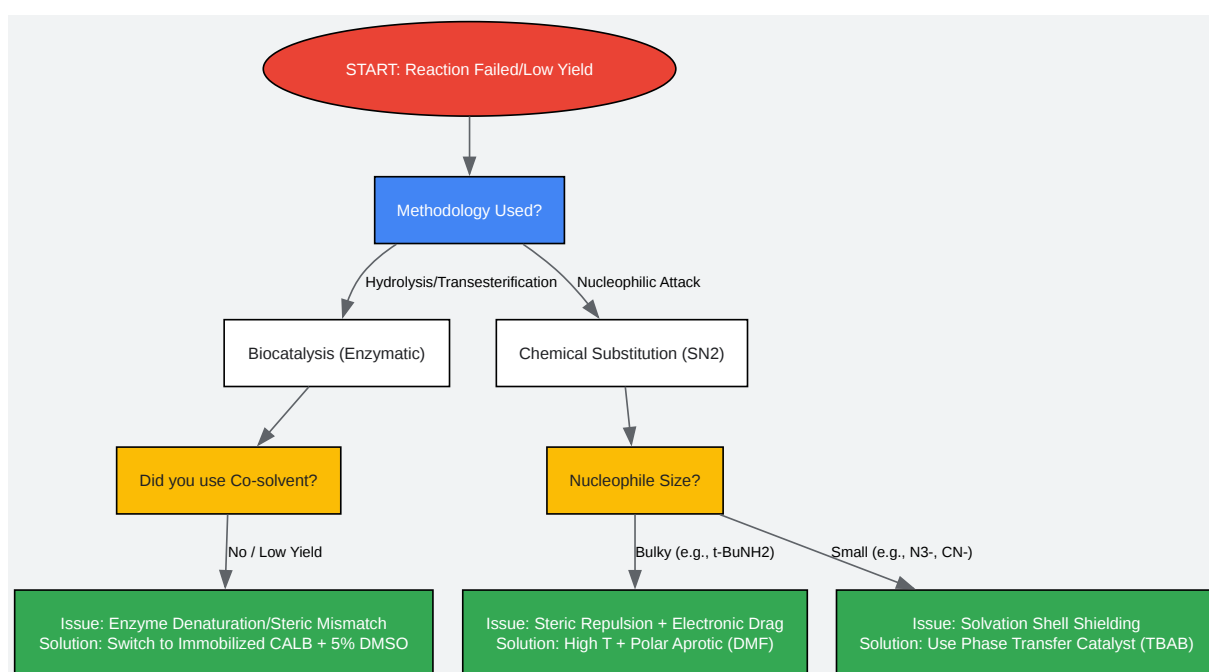 START: Reaction Failed/Low Yield
Methodology Used?
Hydrolysis/Transesterification
Nucleophilic Attack
Biocatalysis (Enzymatic)
Chemical Substitution (SN2)
Did you use Co-solvent?
Nucleophile Size?
No / Low Yield
Bulky (e.g., t-BuNH2)
Small (e.g., N3-, CN-)
Issue: Enzyme Denaturation/Steric Mismatch
Solution: Switch to Immobilized CALB + 5% DMSO
Issue: Steric Repulsion + Electronic Drag
Solution: High T + Polar Aprotic (DMF)
Issue: Solvation Shell Shielding
Solution: Use Phase Transfer Catalyst (TBAB)